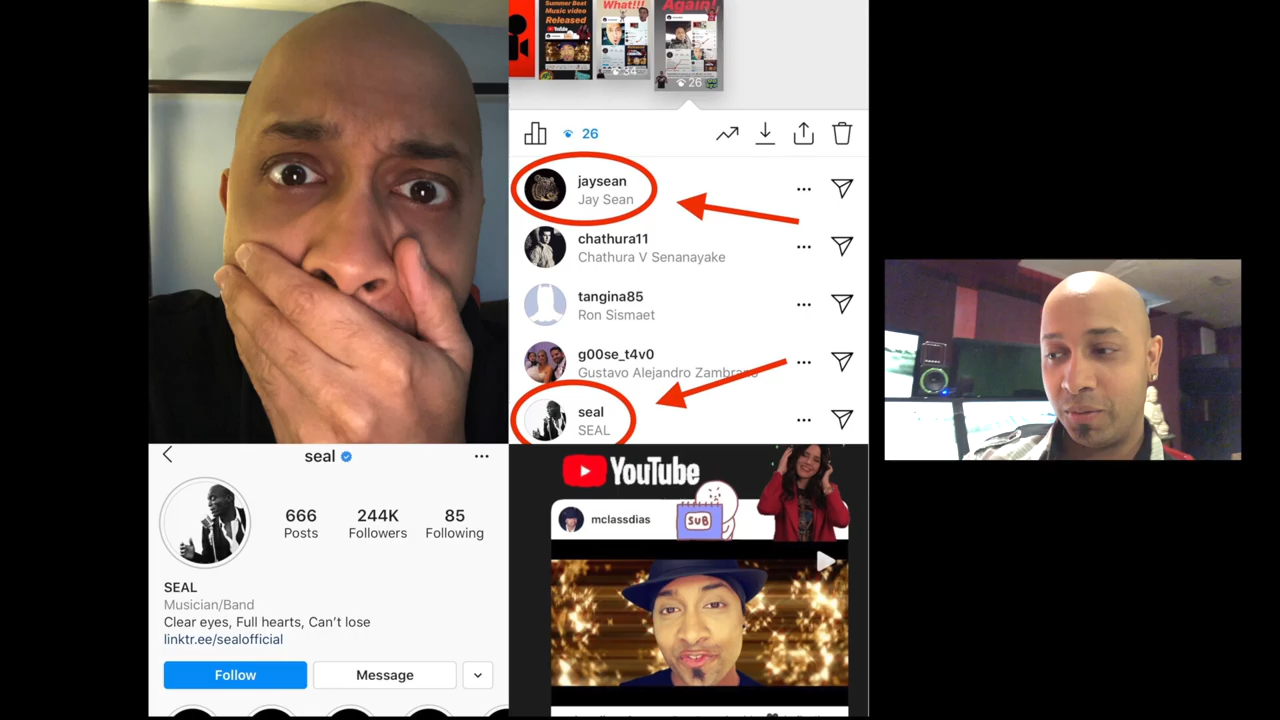 Summer Beat
Music video
Released
YouTube
What!!!
Again!
34
26
26
jaysean
Jay Sean
chathura11
Chathura V Senanayake
tangina85
Ron Sismaet
g00se_t4v0
Gustavo Alejandro Zambrano
seal
SEAL
seal
666
244K
85
Posts
Followers
Following
SEAL
Musician/Band
Clear eyes, Full hearts, Can’t lose
linktr.ee/sealofficial
Follow
Message
YouTube
SUB
mclassdias